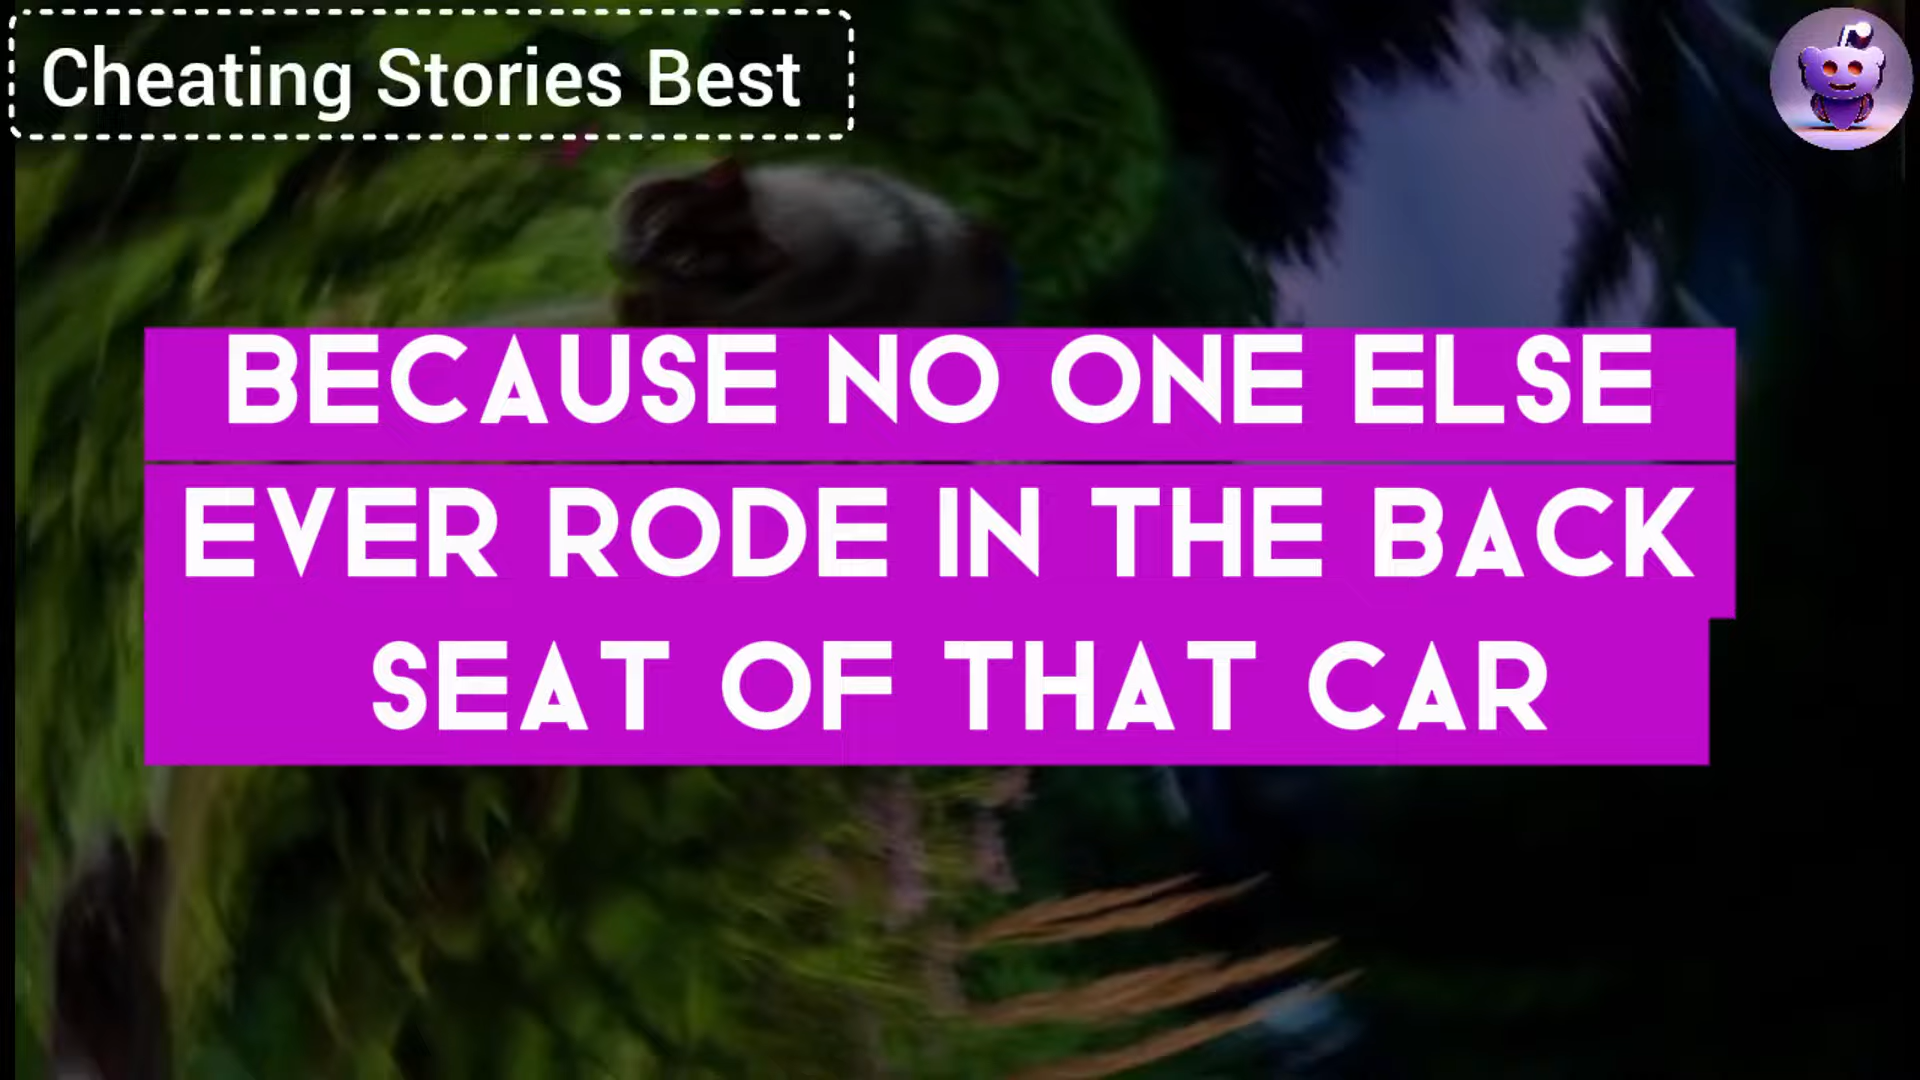 Cheating Stories Best
BECAUSE NO ONE ELSE
EVER RODE IN THE BACK
SEAT OF THAT CAR